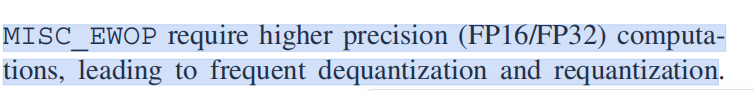 MISC_EWOP require higher precision (FP16/FP32) computa-
tions, leading to frequent dequantization and requantization.